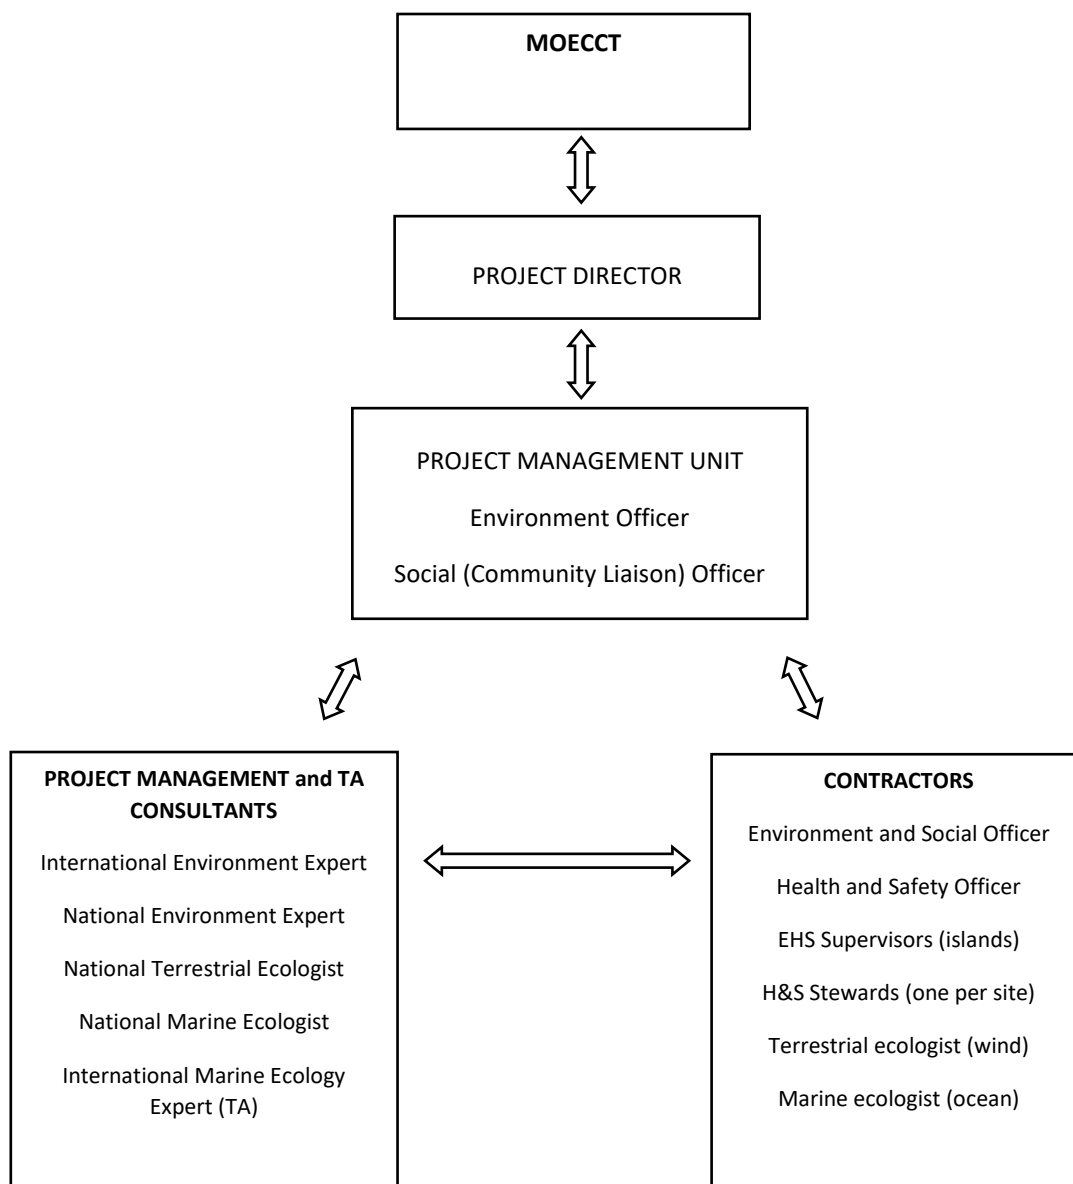 MOECCT
PROJECT DIRECTOR
PROJECT MANAGEMENT UNIT
Environment Officer
Social (Community Liaison) Officer
PROJECT MANAGEMENT and TA
CONSULTANTS
International Environment Expert
National Environment Expert
National Terrestrial Ecologist
National Marine Ecologist
International Marine Ecology
Expert (TA)
CONTRACTORS
Environment and Social Officer
Health and Safety Officer
EHS Supervisors (islands)
H&S Stewards (one per site)
Terrestrial ecologist (wind)
Marine ecologist (ocean)